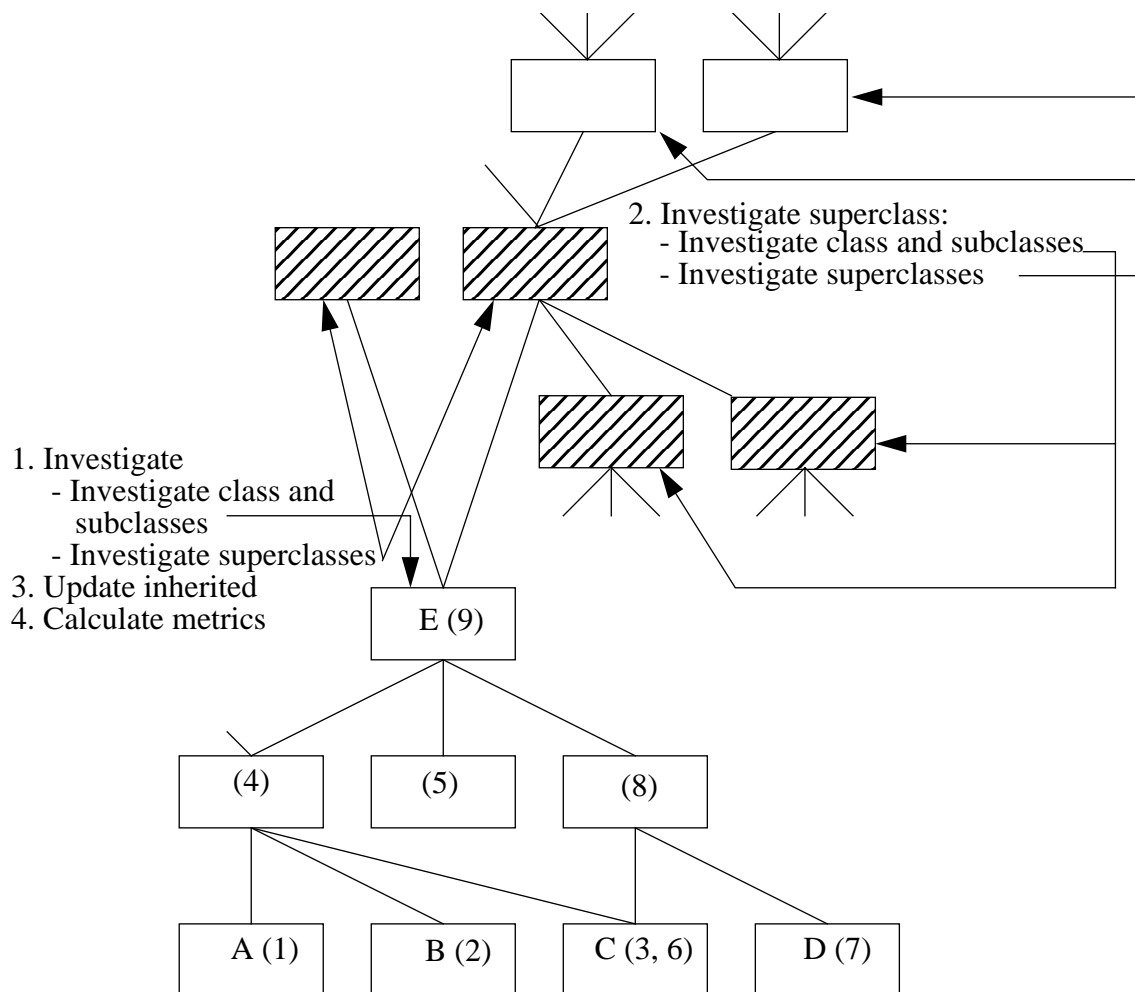 2. Investigate superclass:
- Investigate class and subclasses
- Investigate superclasses
1. Investigate
- Investigate class and
subclasses
- Investigate superclasses
3. Update inherited
4. Calculate metrics
E (9)
(4)
(5)
(8)
A (1)
B (2)
C (3, 6)
D (7)